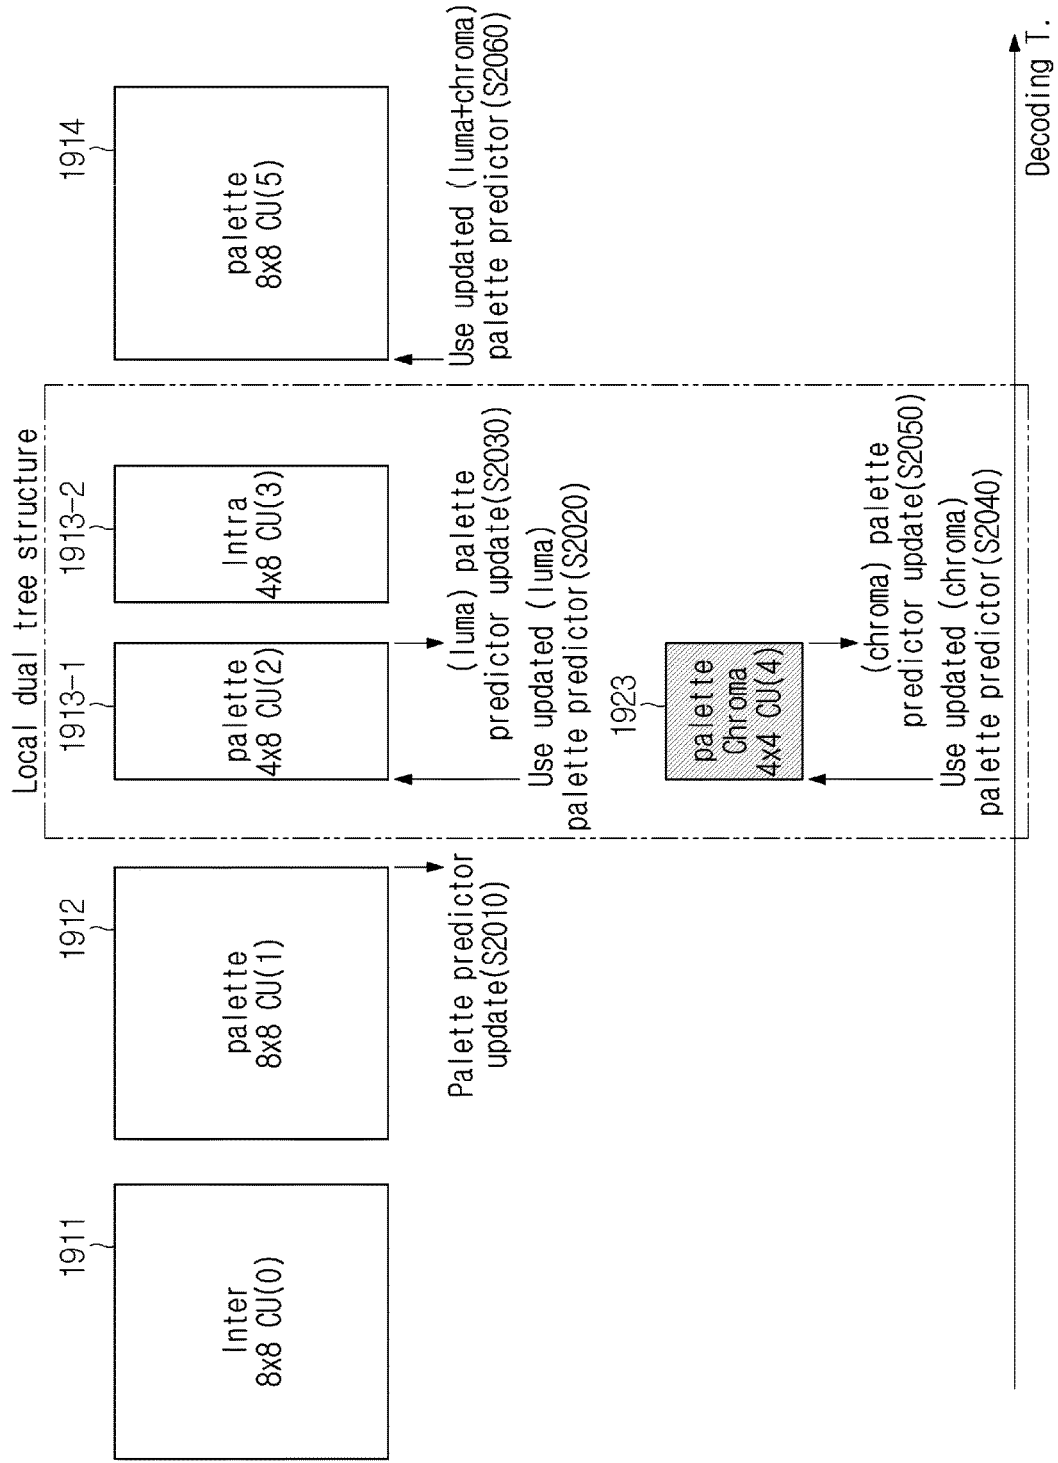 Local dual tree structure
1911
Inter
8x8 CU(0)
1912
palette
8x8 CU(1)
Palette predictor
update(S2010)
1913-1
palette
4x8 CU(2)
1913-2
Intra
4x8 CU(3)
(luma) palette
predictor update(S2030)
Use updated (luma)
palette predictor(S2020)
1923
palette
Chroma
4x4 CU(4)
(chroma) palette
predictor update(S2050)
Use updated (chroma)
palette predictor(S2040)
1914
palette
8x8 CU(5)
Use updated (luma+chroma)
palette predictor(S2060)
Decoding T.